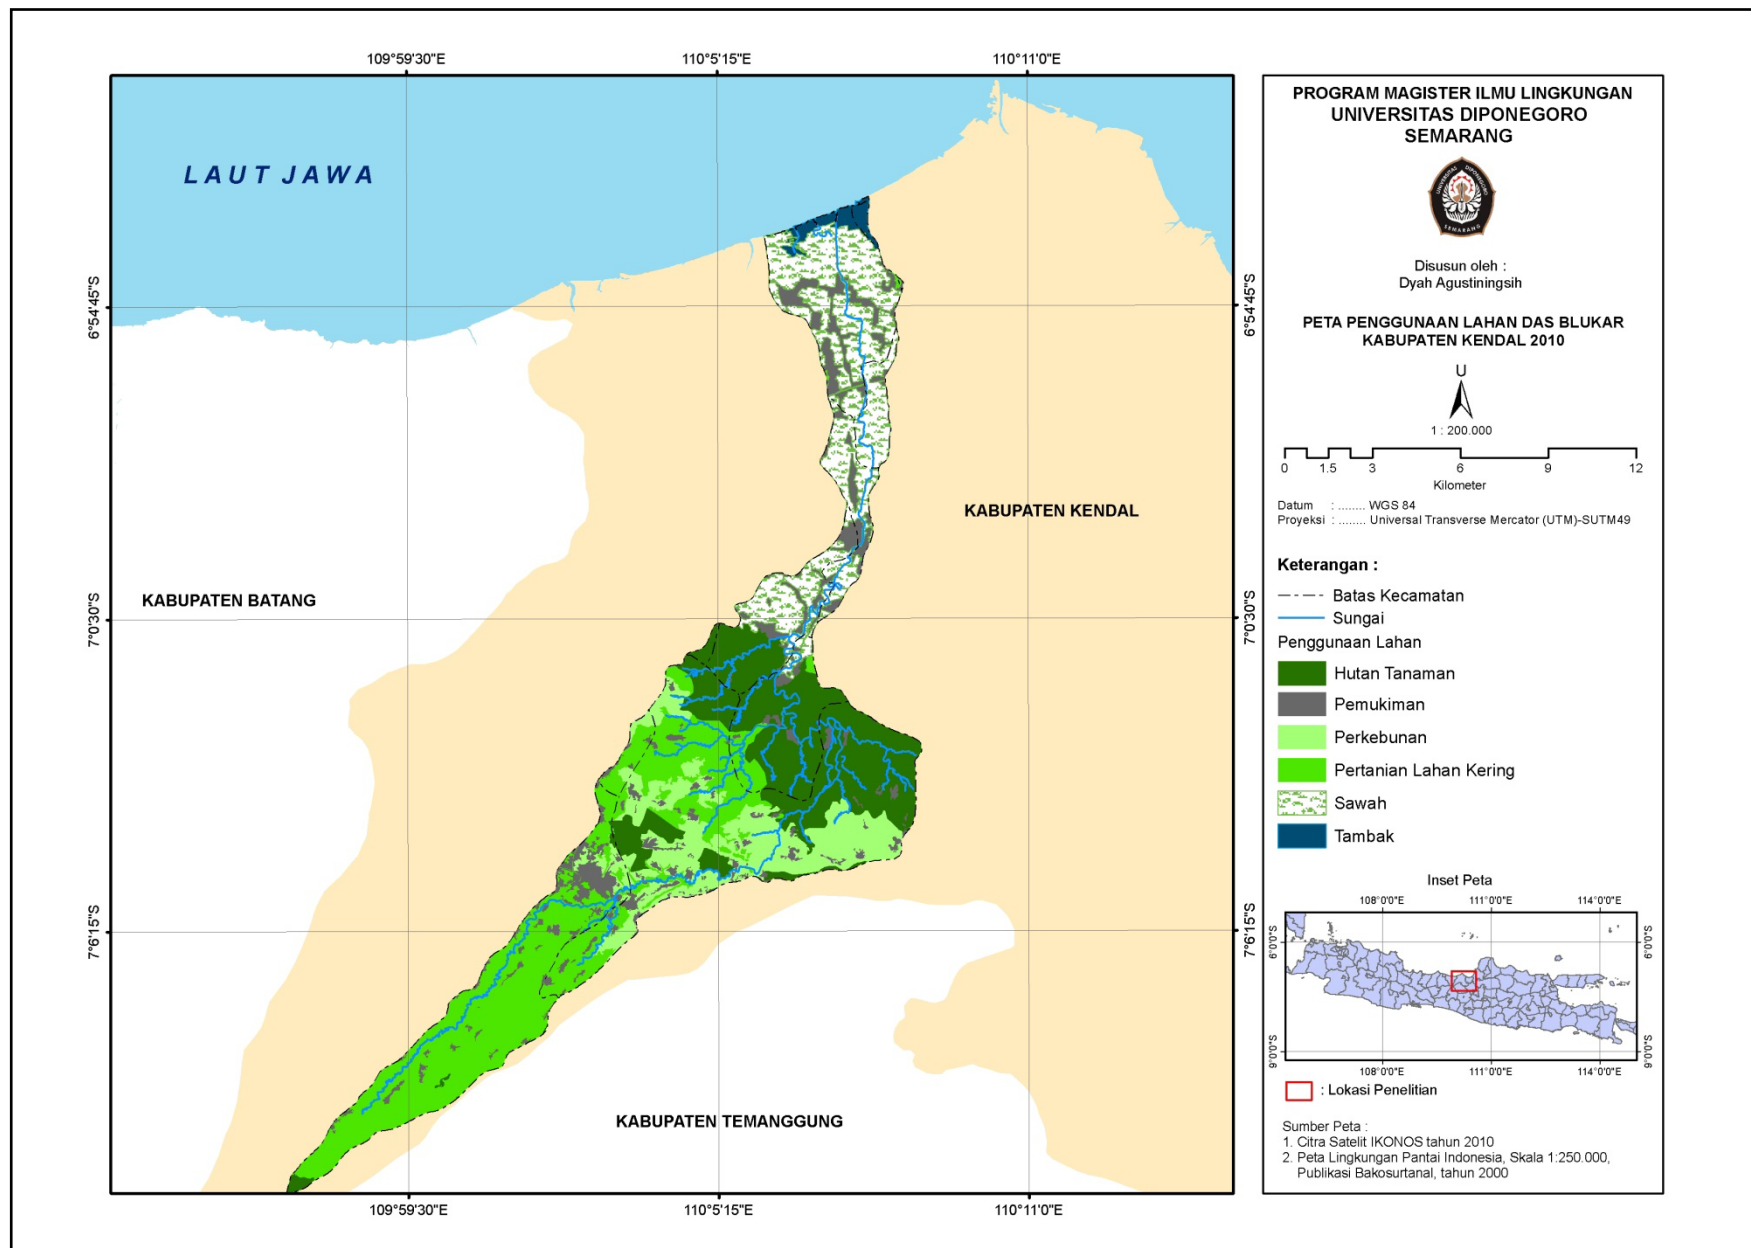 109°59'30"E
110°5'15"E
110°11'0"E
LAUT JAWA
6°54'45"S
6°54'45"S
KABUPATEN KENDAL
KABUPATEN BATANG
7°0'30"S
7°0'30"S
7°6'15"S
7°6'15"S
KABUPATEN TEMANGGUNG
109°59'30"E
110°5'15"E
110°11'0"E
PROGRAM MAGISTER ILMU LINGKUNGAN
UNIVERSITAS DIPONEGORO
SEMARANG
UNIVERSITAS DIPONEGORO
SEMARANG
Disusun oleh :
Dyah Agustiningsih
PETA PENGGUNAAN LAHAN DAS BLUKAR
KABUPATEN KENDAL 2010
U
1 : 200.000
0 1.5 3 6 9 12
Kilometer
Datum : ........ WGS 84
Proyeksi : ........ Universal Transverse Mercator (UTM)-SUTM49
Keterangan :
Batas Kecamatan
Sungai
Penggunaan Lahan
Hutan Tanaman
Pemukiman
Perkebunan
Pertanian Lahan Kering
Sawah
Tambak
Inset Peta
108°0'0"E 111°0'0"E 114°0'0"E
6°0'0"S
6°0'0"S
9°0'0"S
9°0'0"S
108°0'0"E 111°0'0"E 114°0'0"E
: Lokasi Penelitian
Sumber Peta :
1. Citra Satelit IKONOS tahun 2010
2. Peta Lingkungan Pantai Indonesia, Skala 1:250.000,
Publikasi Bakosurtanal, tahun 2000